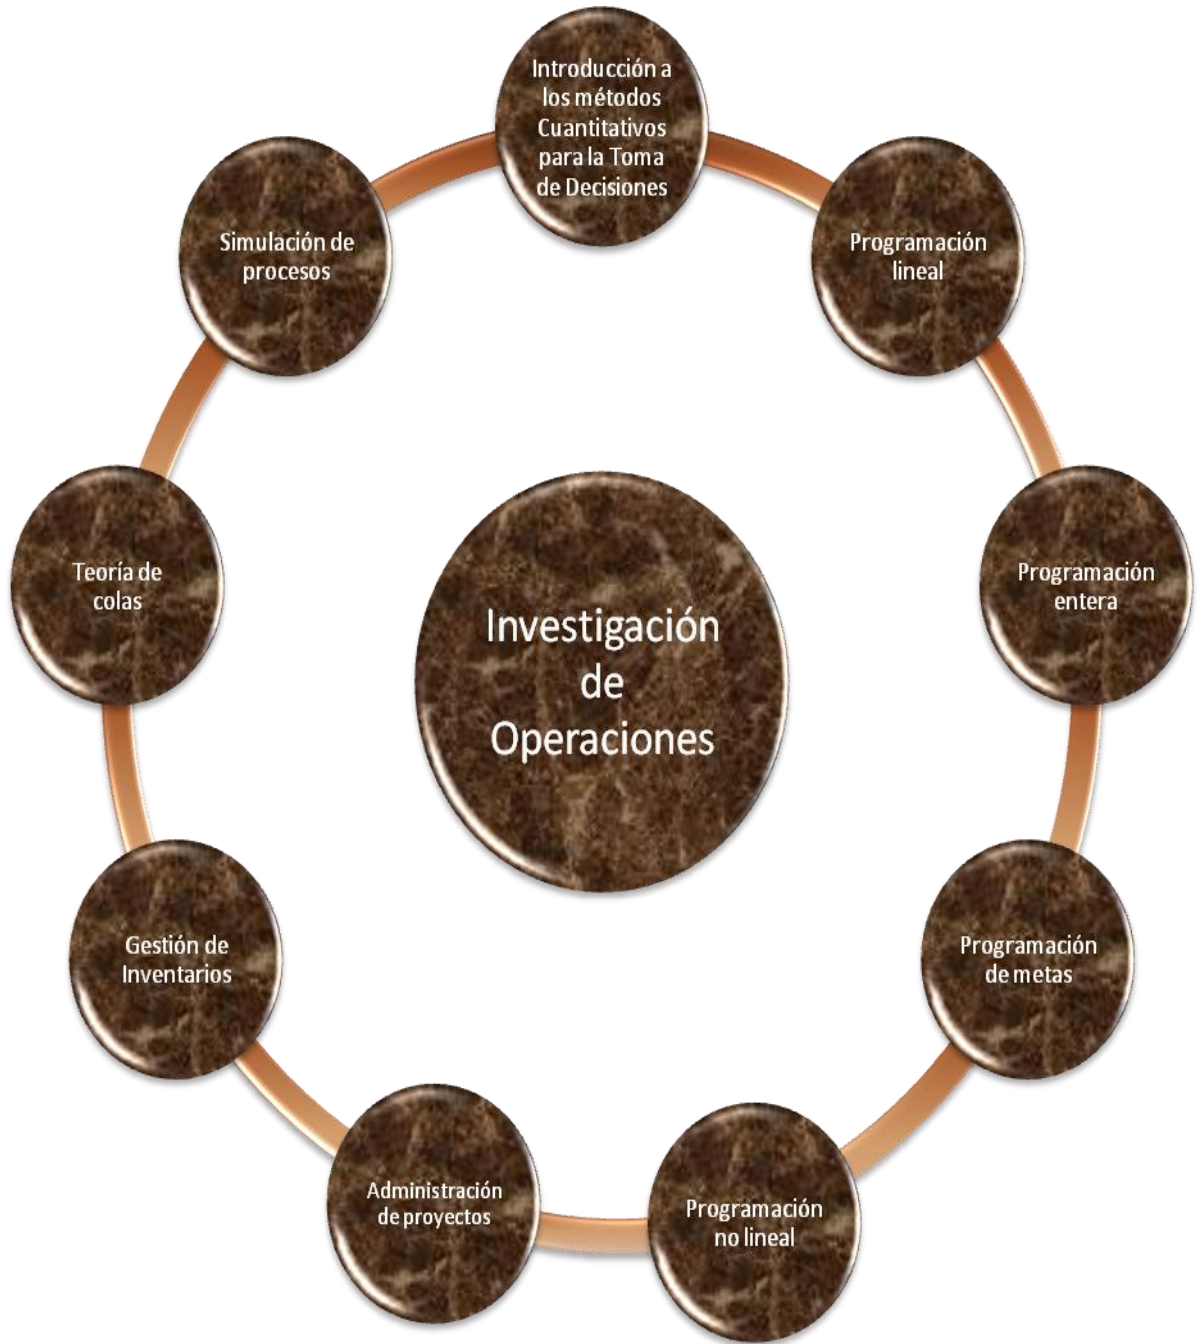 Introducción a
los métodos
Cuantitativos
para la Toma
de Decisiones
Programación
lineal
Programación
entera
Programación
de metas
Programación
no lineal
Administración
de proyectos
Gestión de
Inventarios
Teoría de
colas
Simulación de
procesos
Investigación
de
Operaciones